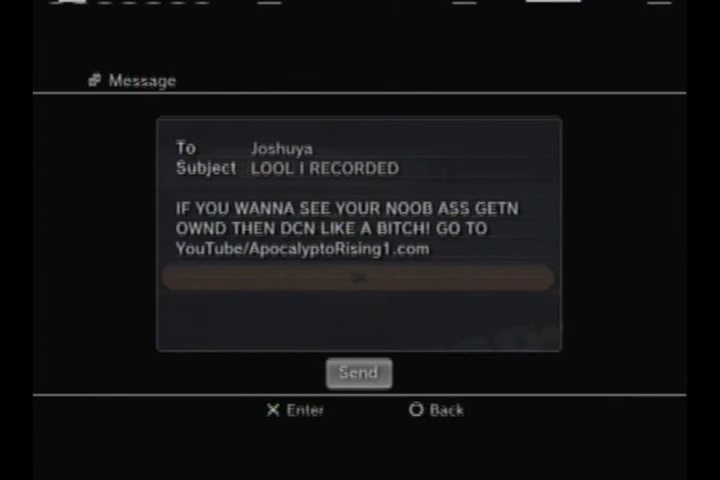 Message
To Joshuya
Subject LOOL I RECORDED
IF YOU WANNA SEE YOUR NOOB ASS GETN
OWND THEN DCN LIKE A BITCH! GO TO
YouTube/ApocalyptoRising1.com
OK
Send
Enter Back